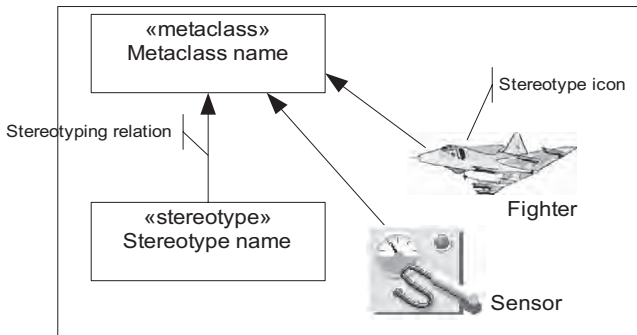 «metaclass»
Metaclass name
Stereotype icon
Stereotyping relation
Fighter
«stereotype»
Stereotype name
Sensor